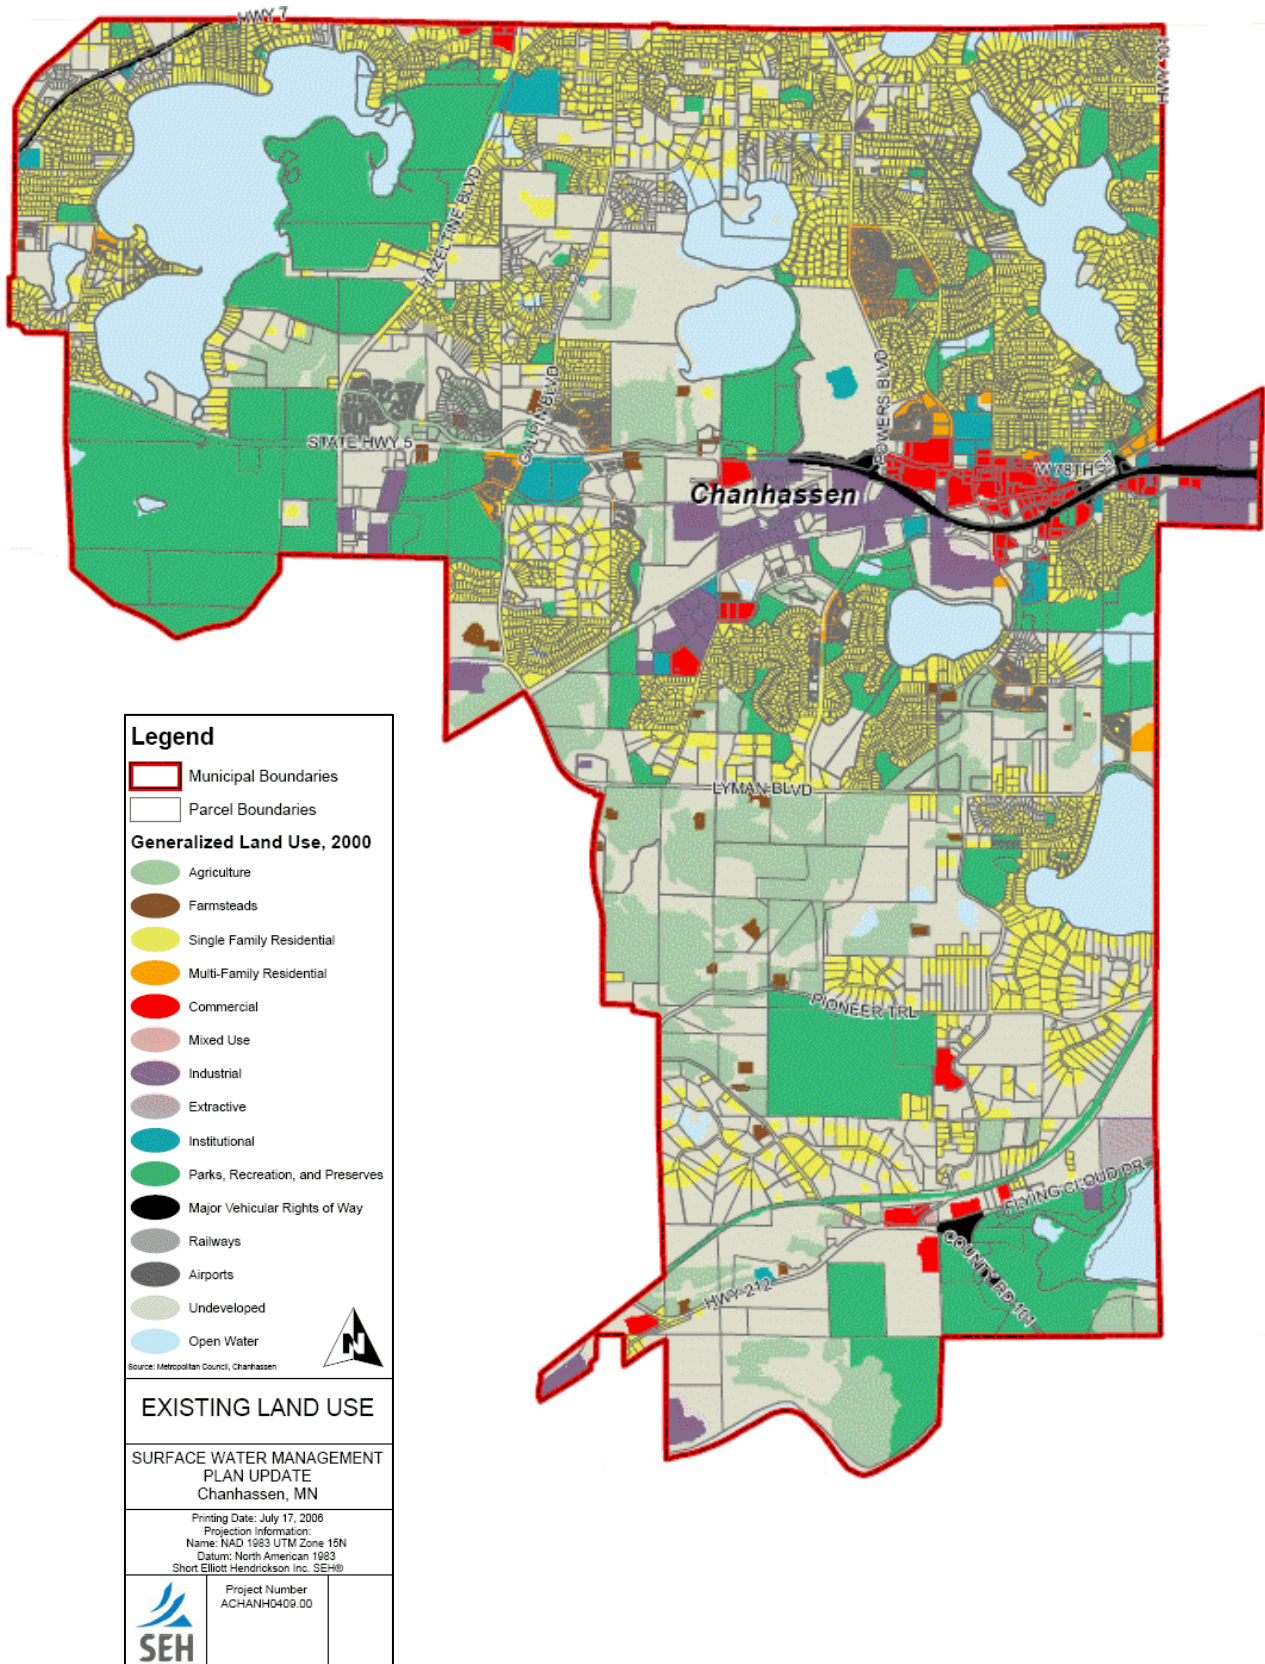 HWY 7
HWY 101
HAZELTINE BLVD
GALPIN BLVD
POWERS BLVD
STATE HWY 5
W 78TH ST
Chanhassen
LYMAN BLVD
PIONEER TRL
FLYING CLOUD DR
COUNTY RD 101
HWY 212
Legend
Municipal Boundaries
Parcel Boundaries
Generalized Land Use, 2000
Agriculture
Farmsteads
Single Family Residential
Multi-Family Residential
Commercial
Mixed Use
Industrial
Extractive
Institutional
Parks, Recreation, and Preserves
Major Vehicular Rights of Way
Railways
Airports
Undeveloped
Open Water
N
Source: Metropolitan Council, Chanhassen
EXISTING LAND USE
SURFACE WATER MANAGEMENT
PLAN UPDATE
Chanhassen, MN
Printing Date: July 17, 2006
Projection Information:
Name: NAD 1983 UTM Zone 15N
Datum: North American 1983
Short Elliott Hendrickson Inc. SEH®
Project Number
ACHANH0409.00
SEH